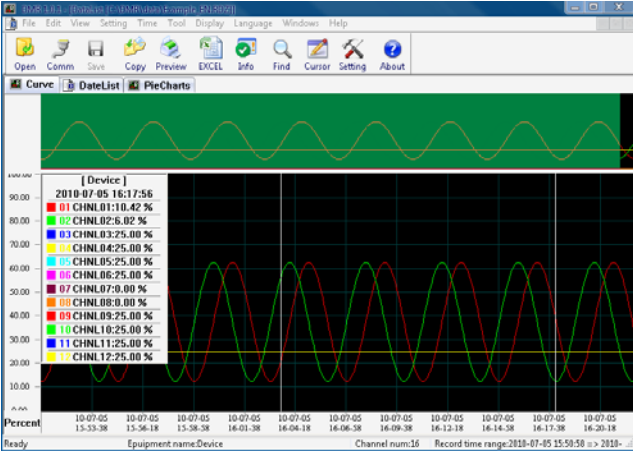 File Edit View Setting Time Tool Display Language Windows Help
Open Comm Save Copy Preview EXCEL Info Find Cursor Setting About
Curve DateList PieCharts
100.00
[ Device ]
2010-07-05 16:17:56
90.00
01 CHNL01:10.42 %
02 CHNL02:6.02 %
80.00
03 CHNL03:25.00 %
04 CHNL04:25.00 %
70.00
05 CHNL05:25.00 %
06 CHNL06:25.00 %
60.00
07 CHNL07:0.00 %
50.00
08 CHNL08:0.00 %
09 CHNL09:25.00 %
40.00
10 CHNL10:25.00 %
30.00
11 CHNL11:25.00 %
12 CHNL12:25.00 %
20.00
10.00
0.00
Percent
10-07-05 10-07-05 10-07-05 10-07-05 10-07-05 10-07-05 10-07-05 10-07-05 10-07-05 10-07-05 10-07-05
15-53-38 15-56-18 15-58-58 16-01-38 16-04-18 16-06-58 16-09-38 16-12-18 16-14-58 16-17-38 16-20-18
Ready Epuipment name:Device Channel num:16 Record time range:2010-07-05 15:50:58 => 2010-